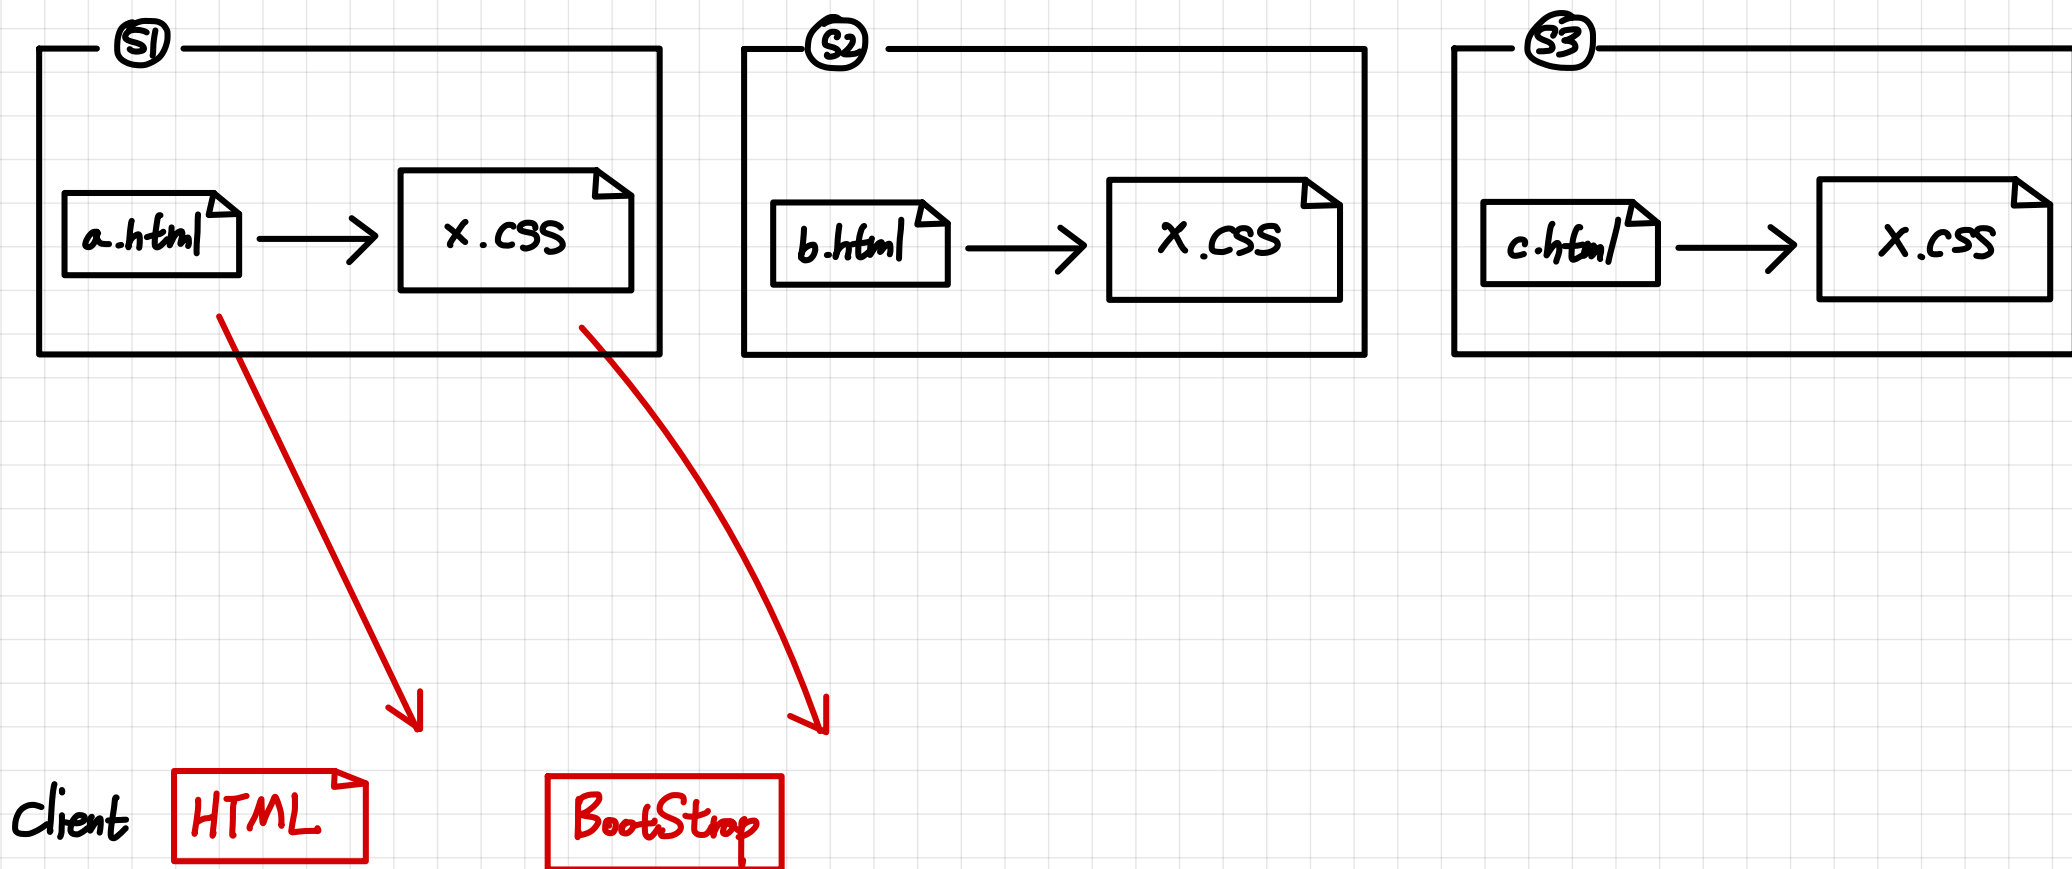 S1
S2
S3
a.html
x.css
b.html
x.css
c.html
x.css
client
HTML
BootStrap